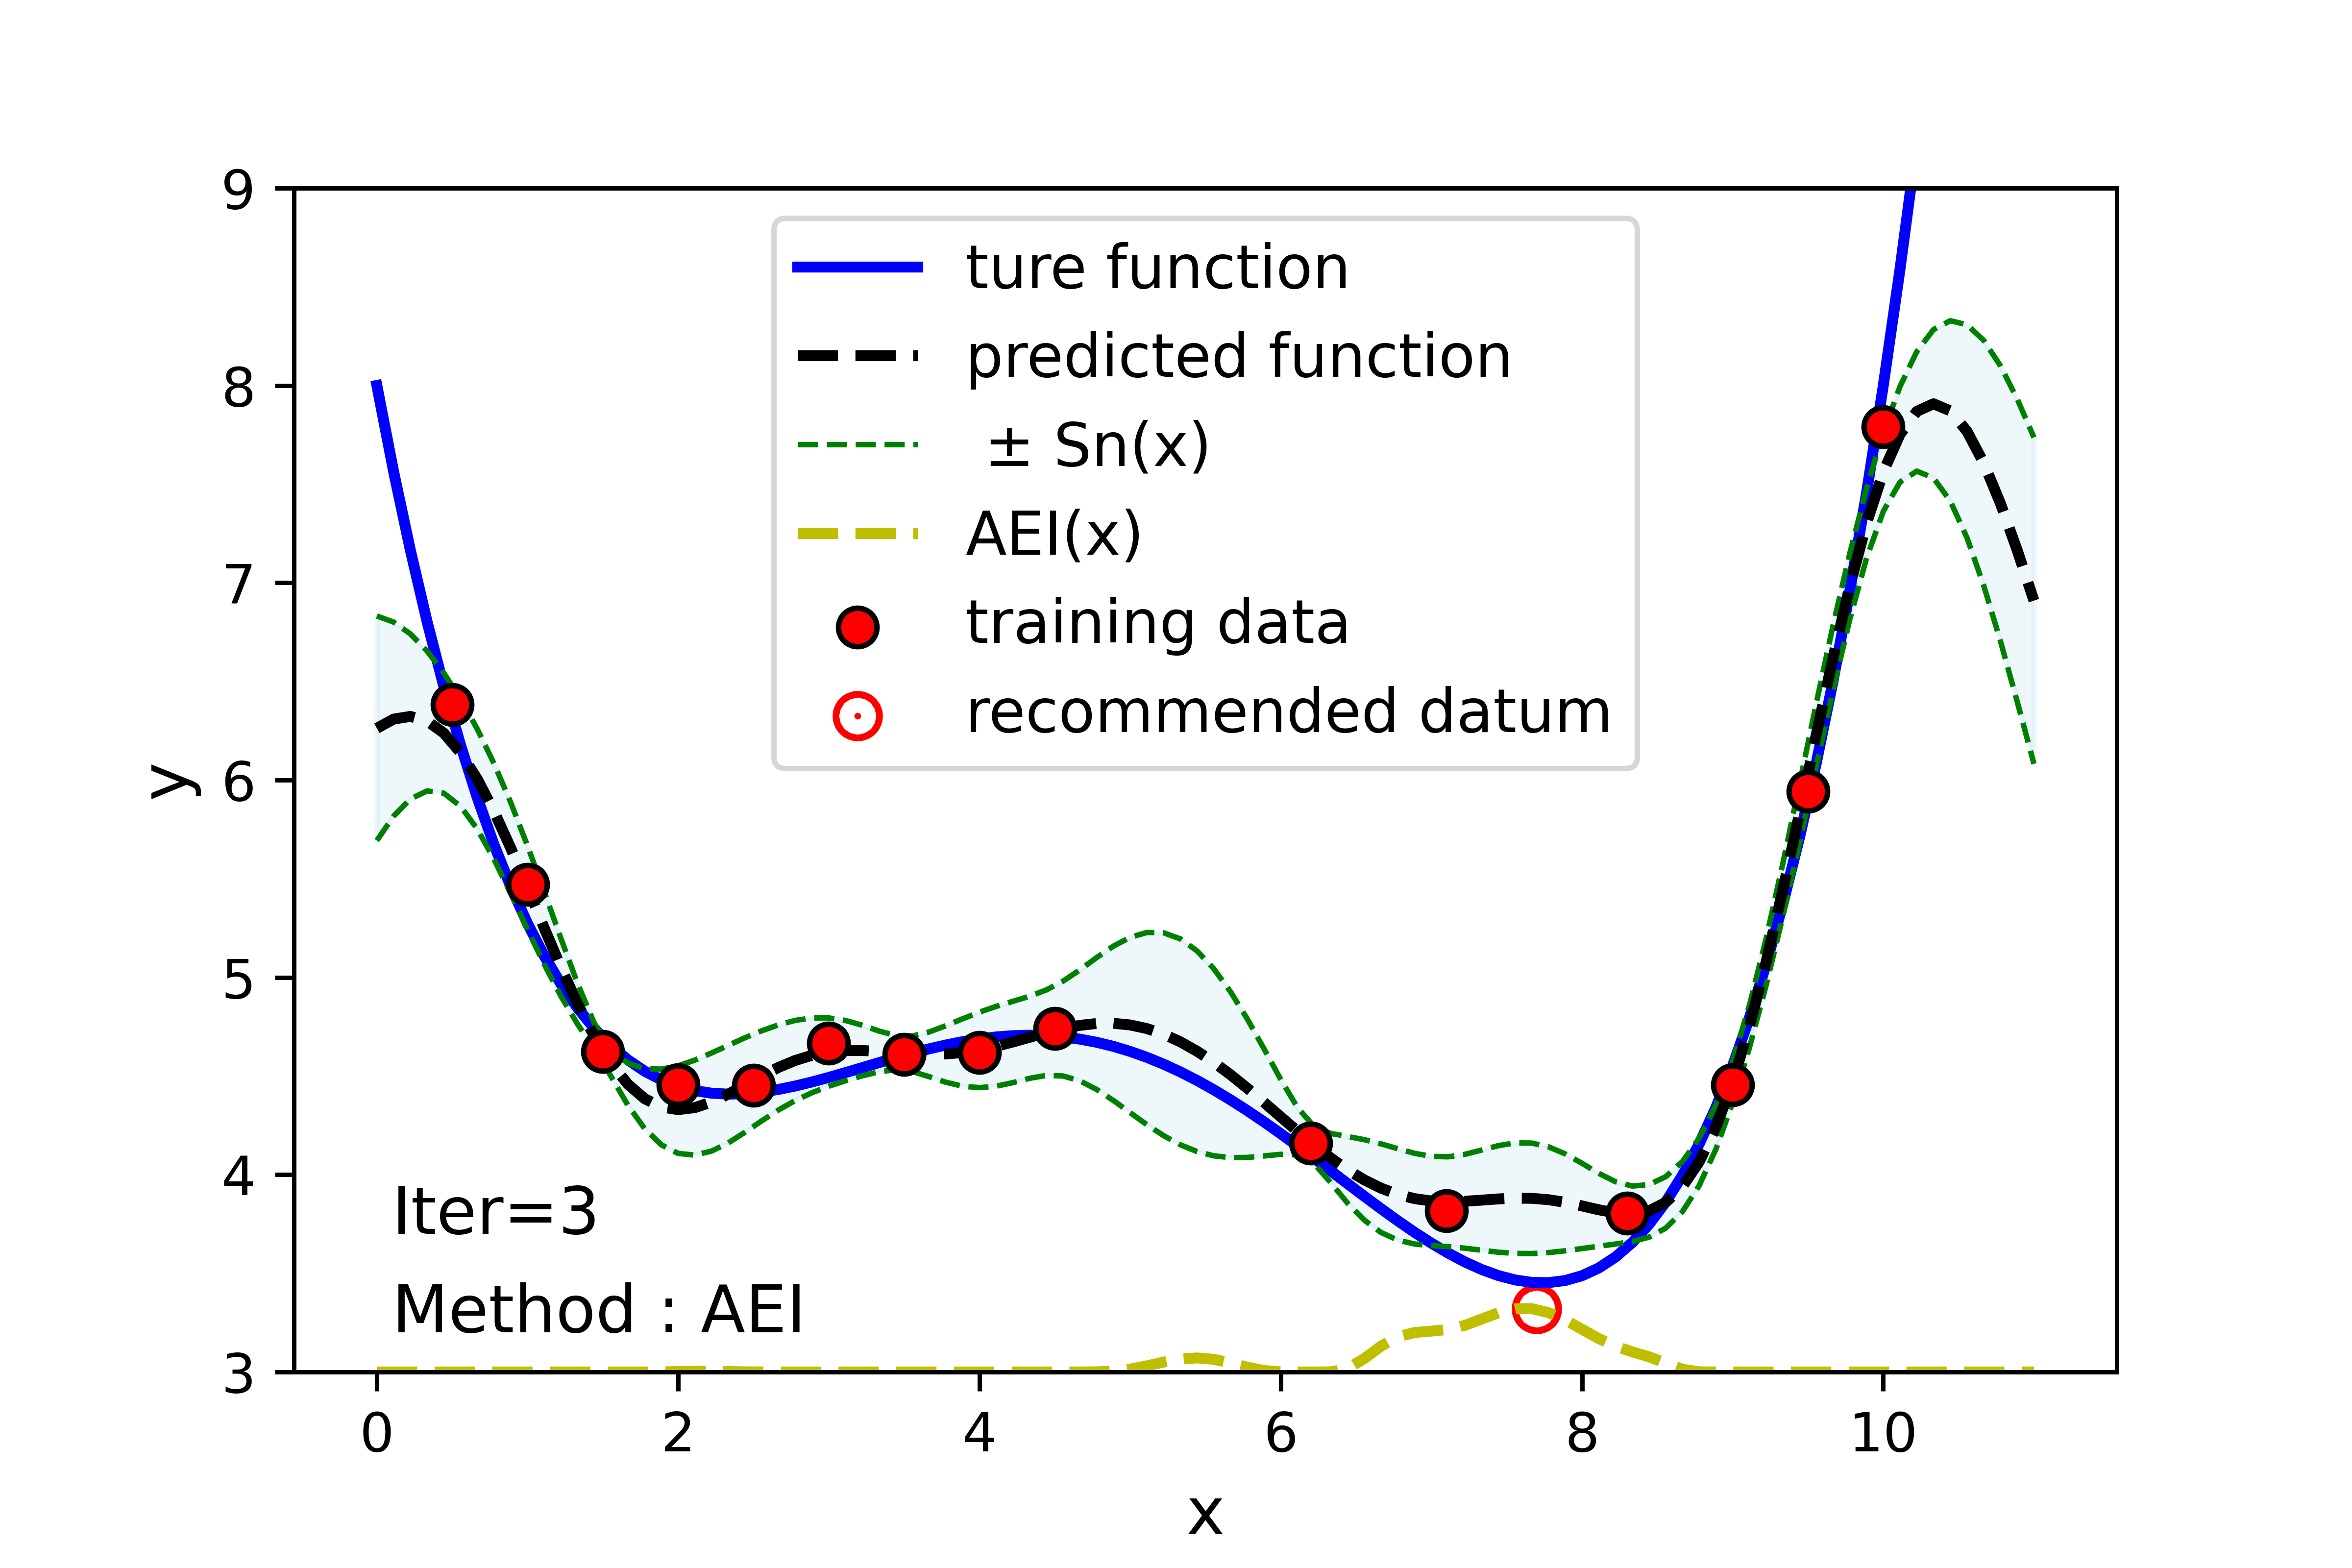 9
8
7
6
5
4
3
y
ture function
predicted function
± Sn(x)
AEI(x)
training data
recommended datum
Iter=3
Method : AEI
0 2 4 6 8 10
x